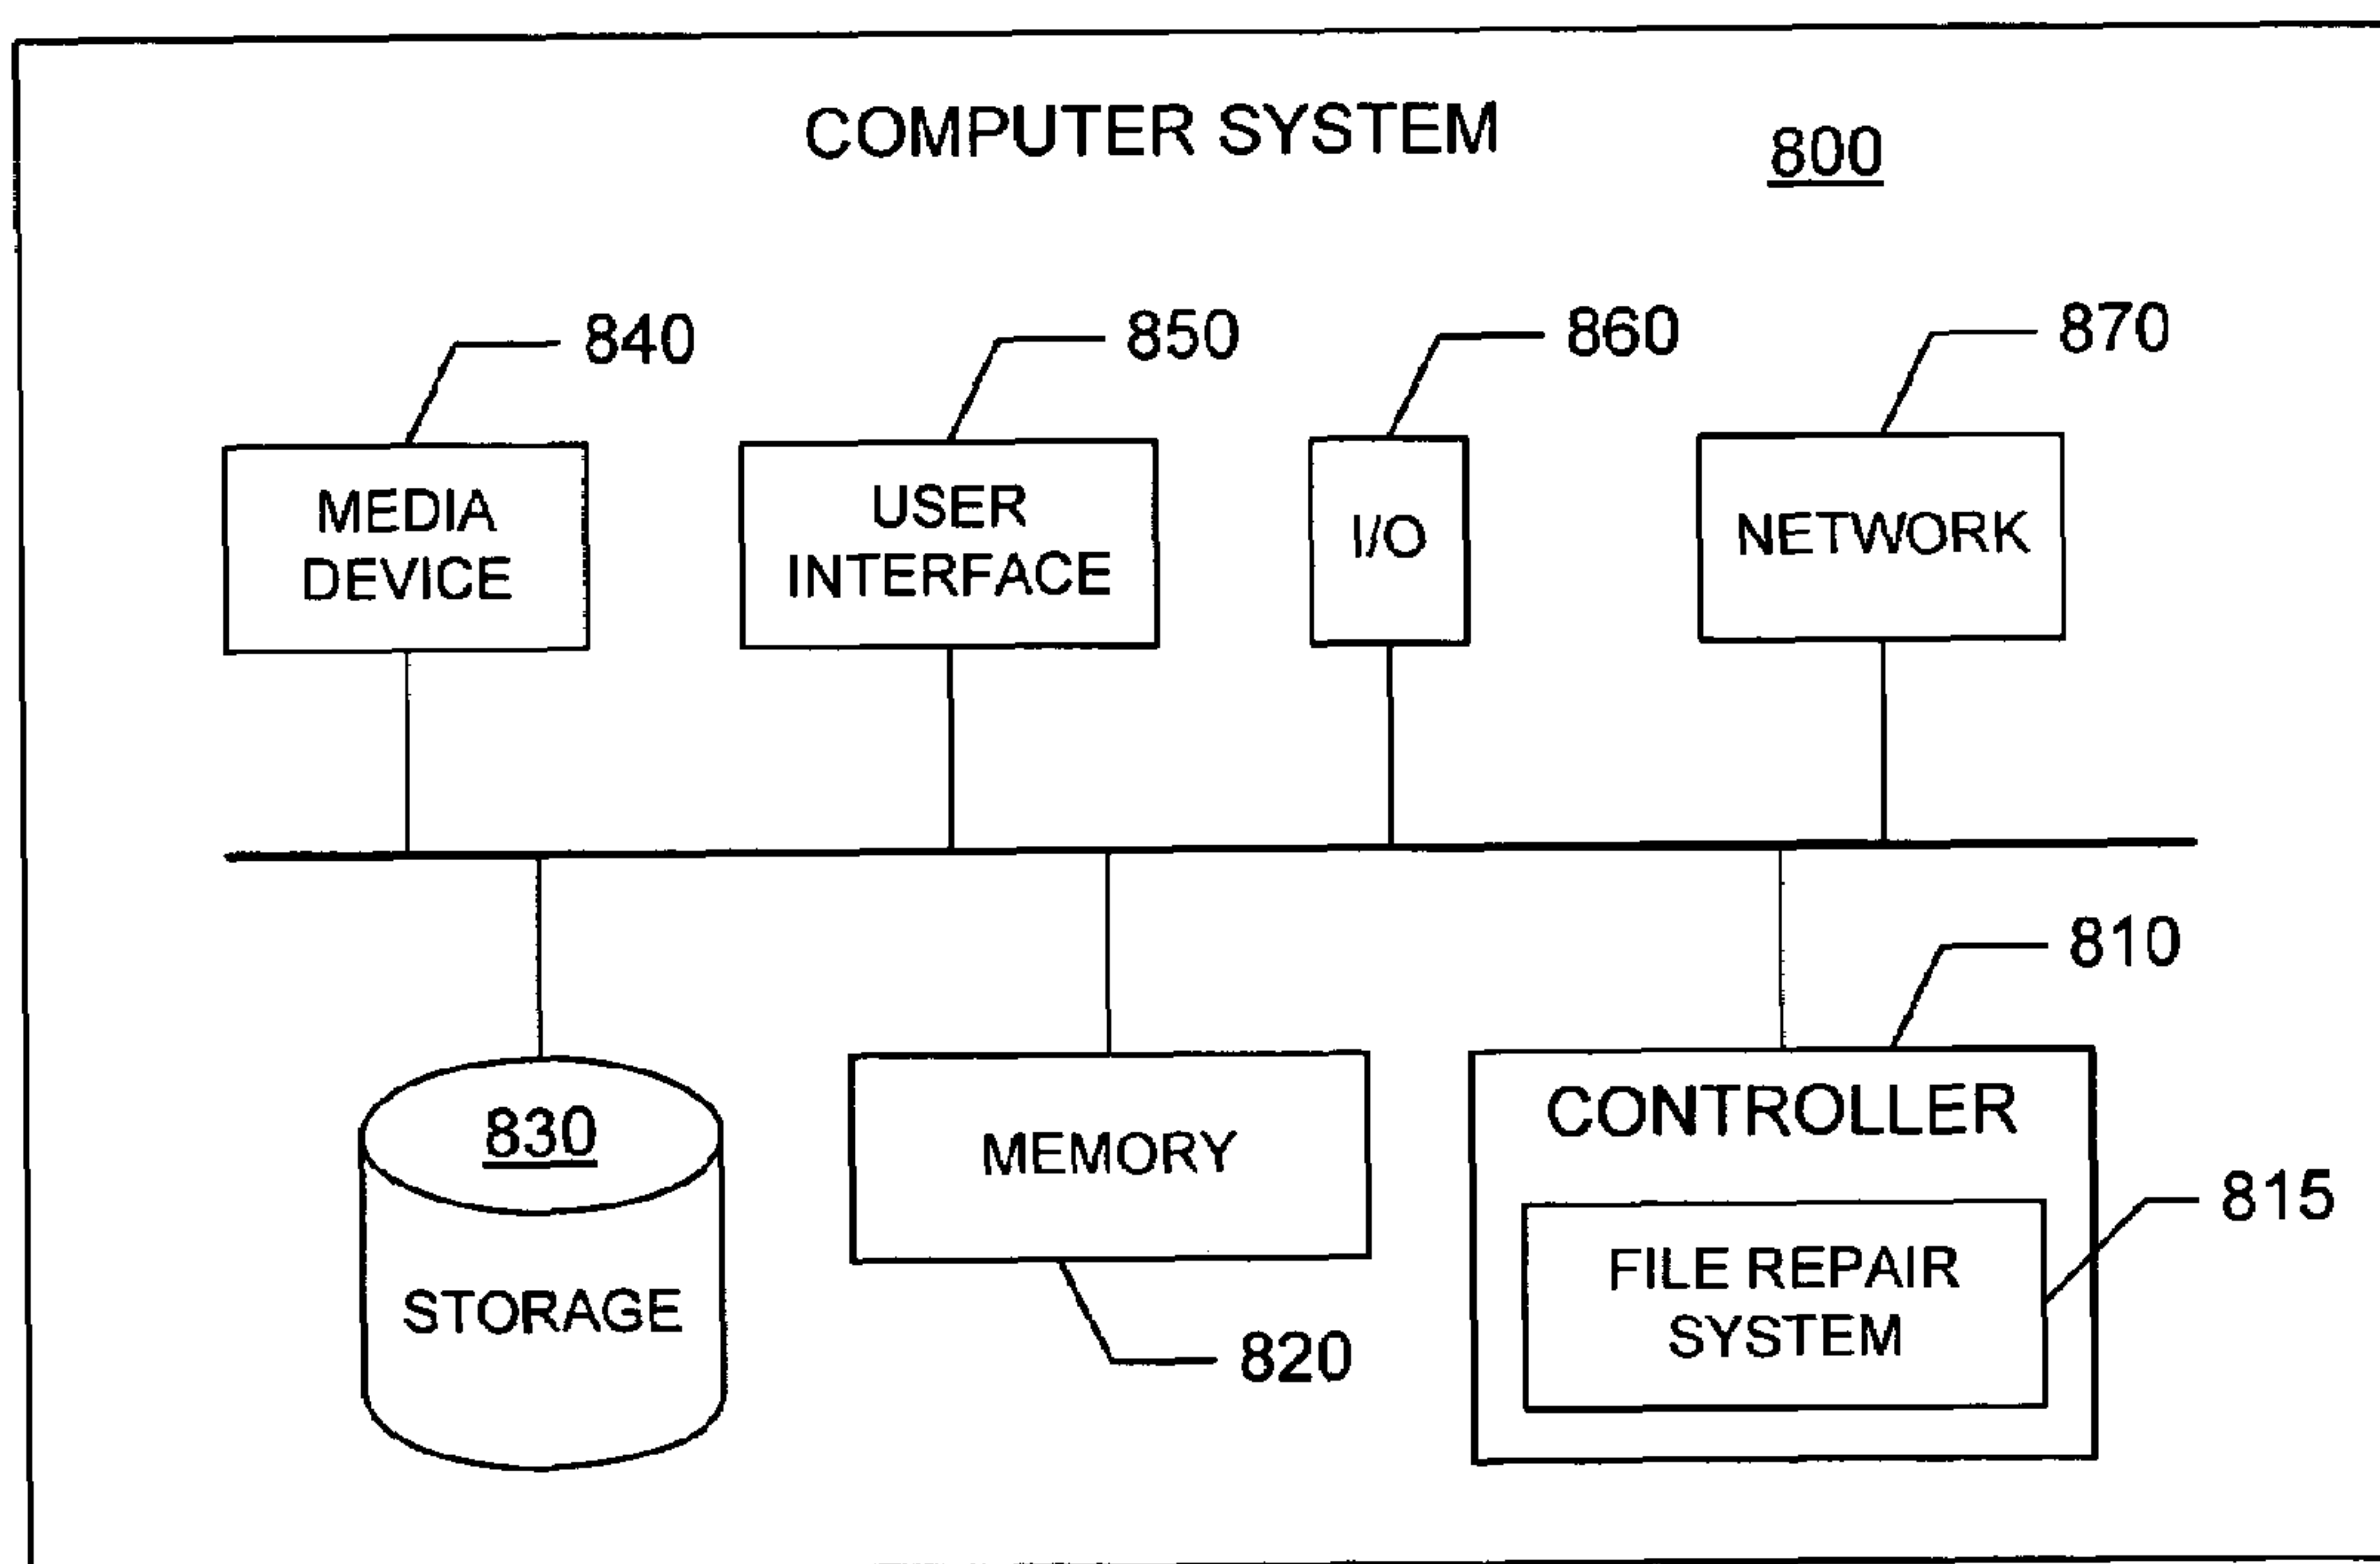 COMPUTER SYSTEM
800
840
850
860
870
MEDIA
DEVICE
USER
INTERFACE
I/O
NETWORK
810
830
STORAGE
MEMORY
820
CONTROLLER
815
FILE REPAIR
SYSTEM